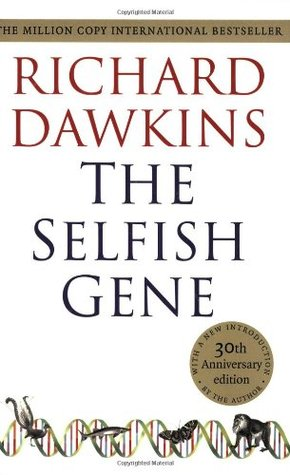 THE MILLION COPY INTERNATIONAL BESTSELLER
RICHARD
DAWKINS
THE
SELFISH
GENE
WITH A NEW INTRODUCTION
30th
Anniversary
edition
• BY THE AUTHOR •